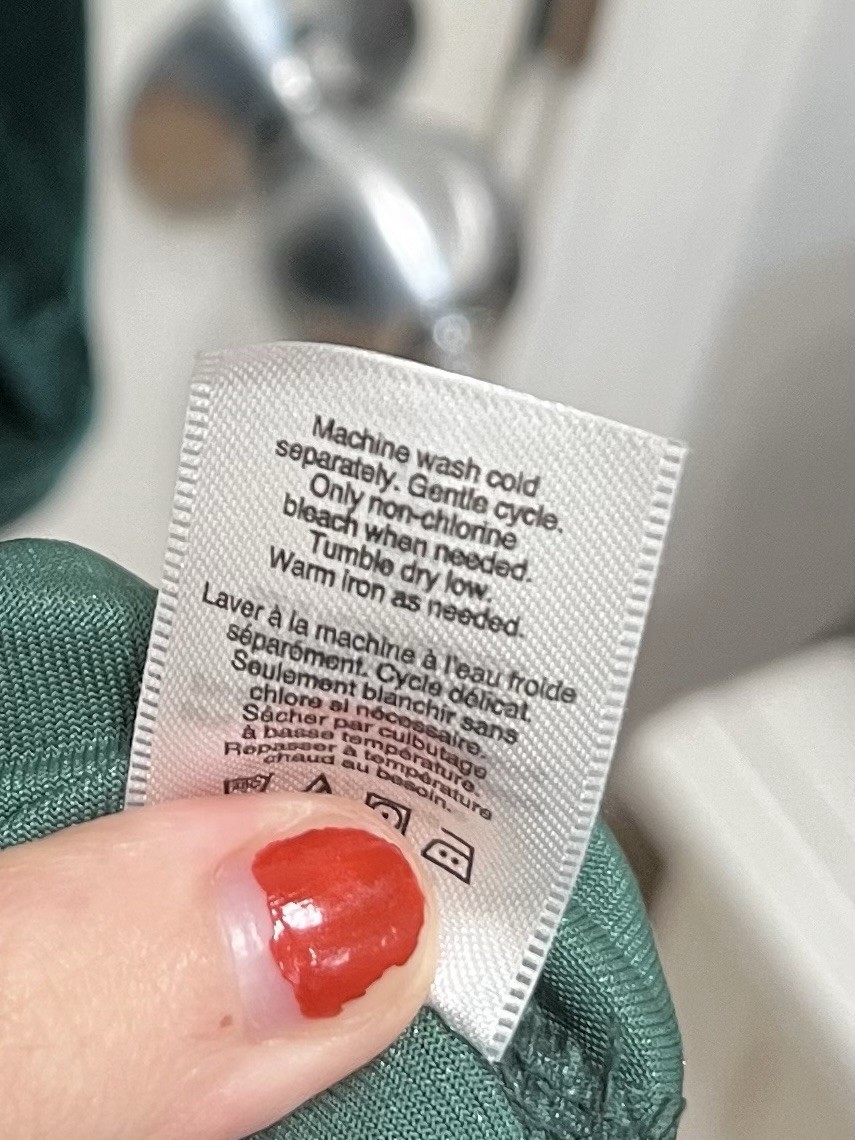 Machine wash cold
separately. Gentle cycle.
Only non-chlorine
bleach when needed.
Tumble dry low.
Warm iron as needed.
Laver à la machine à l'eau froide
séparément. Cycle délicat.
Seulement blanchir sans
chlore si nécessaire.
Sécher par culbutage
à basse température.
Repasser à température
chaud au besoin.